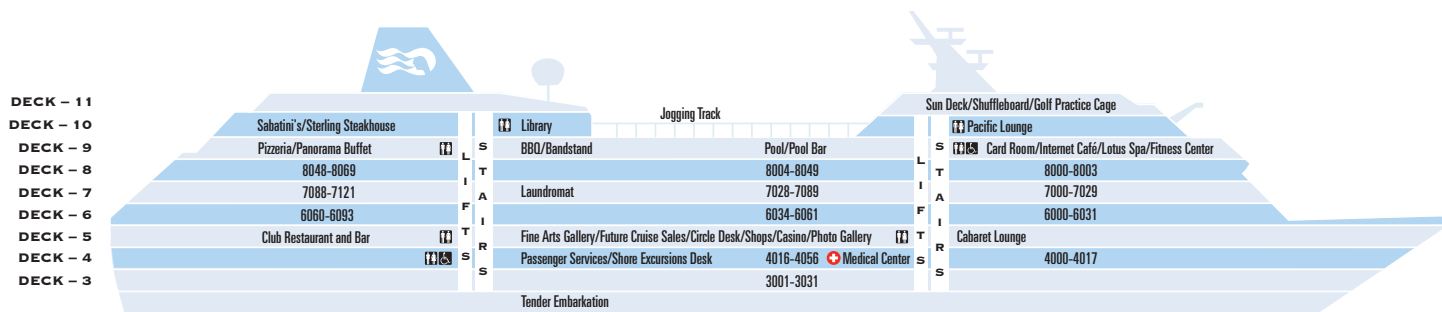 DECK – 11 Sun Deck/Shuffleboard/Golf Practice Cage
Jogging Track
DECK – 10 Sabatini's/Sterling Steakhouse Library Pacific Lounge
DECK – 9 Pizzeria/Panorama Buffet BBQ/Bandstand Pool/Pool Bar Card Room/Internet Café/Lotus Spa/Fitness Center
DECK – 8 8048-8069 8004-8049 8000-8003
DECK – 7 7088-7121 Laundromat 7028-7089 7000-7029
DECK – 6 6060-6093 6034-6061 6000-6031
DECK – 5 Club Restaurant and Bar Fine Arts Gallery/Future Cruise Sales/Circle Desk/Shops/Casino/Photo Gallery Cabaret Lounge
DECK – 4 Passenger Services/Shore Excursions Desk 4016-4056 Medical Center 4000-4017
DECK – 3 3001-3031
Tender Embarkation
LIFTS
STAIRS
LIFTS
STAIRS